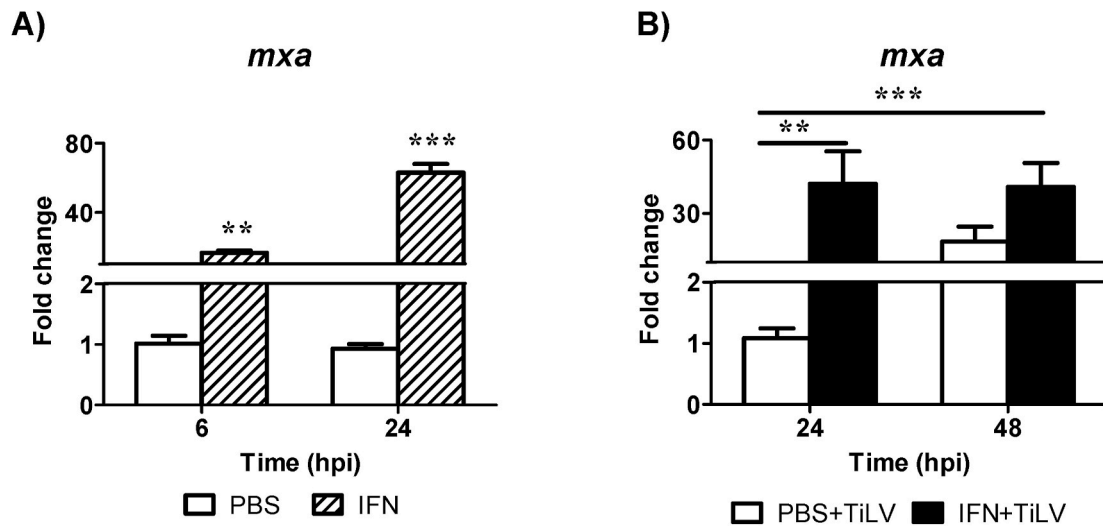 A)
mxa
Fold change
80
40
2
1
0
**
***
6
24
Time (hpi)
PBS IFN
B)
mxa
Fold change
60
30
2
1
0
***
**
24
48
Time (hpi)
PBS+TiLV IFN+TiLV